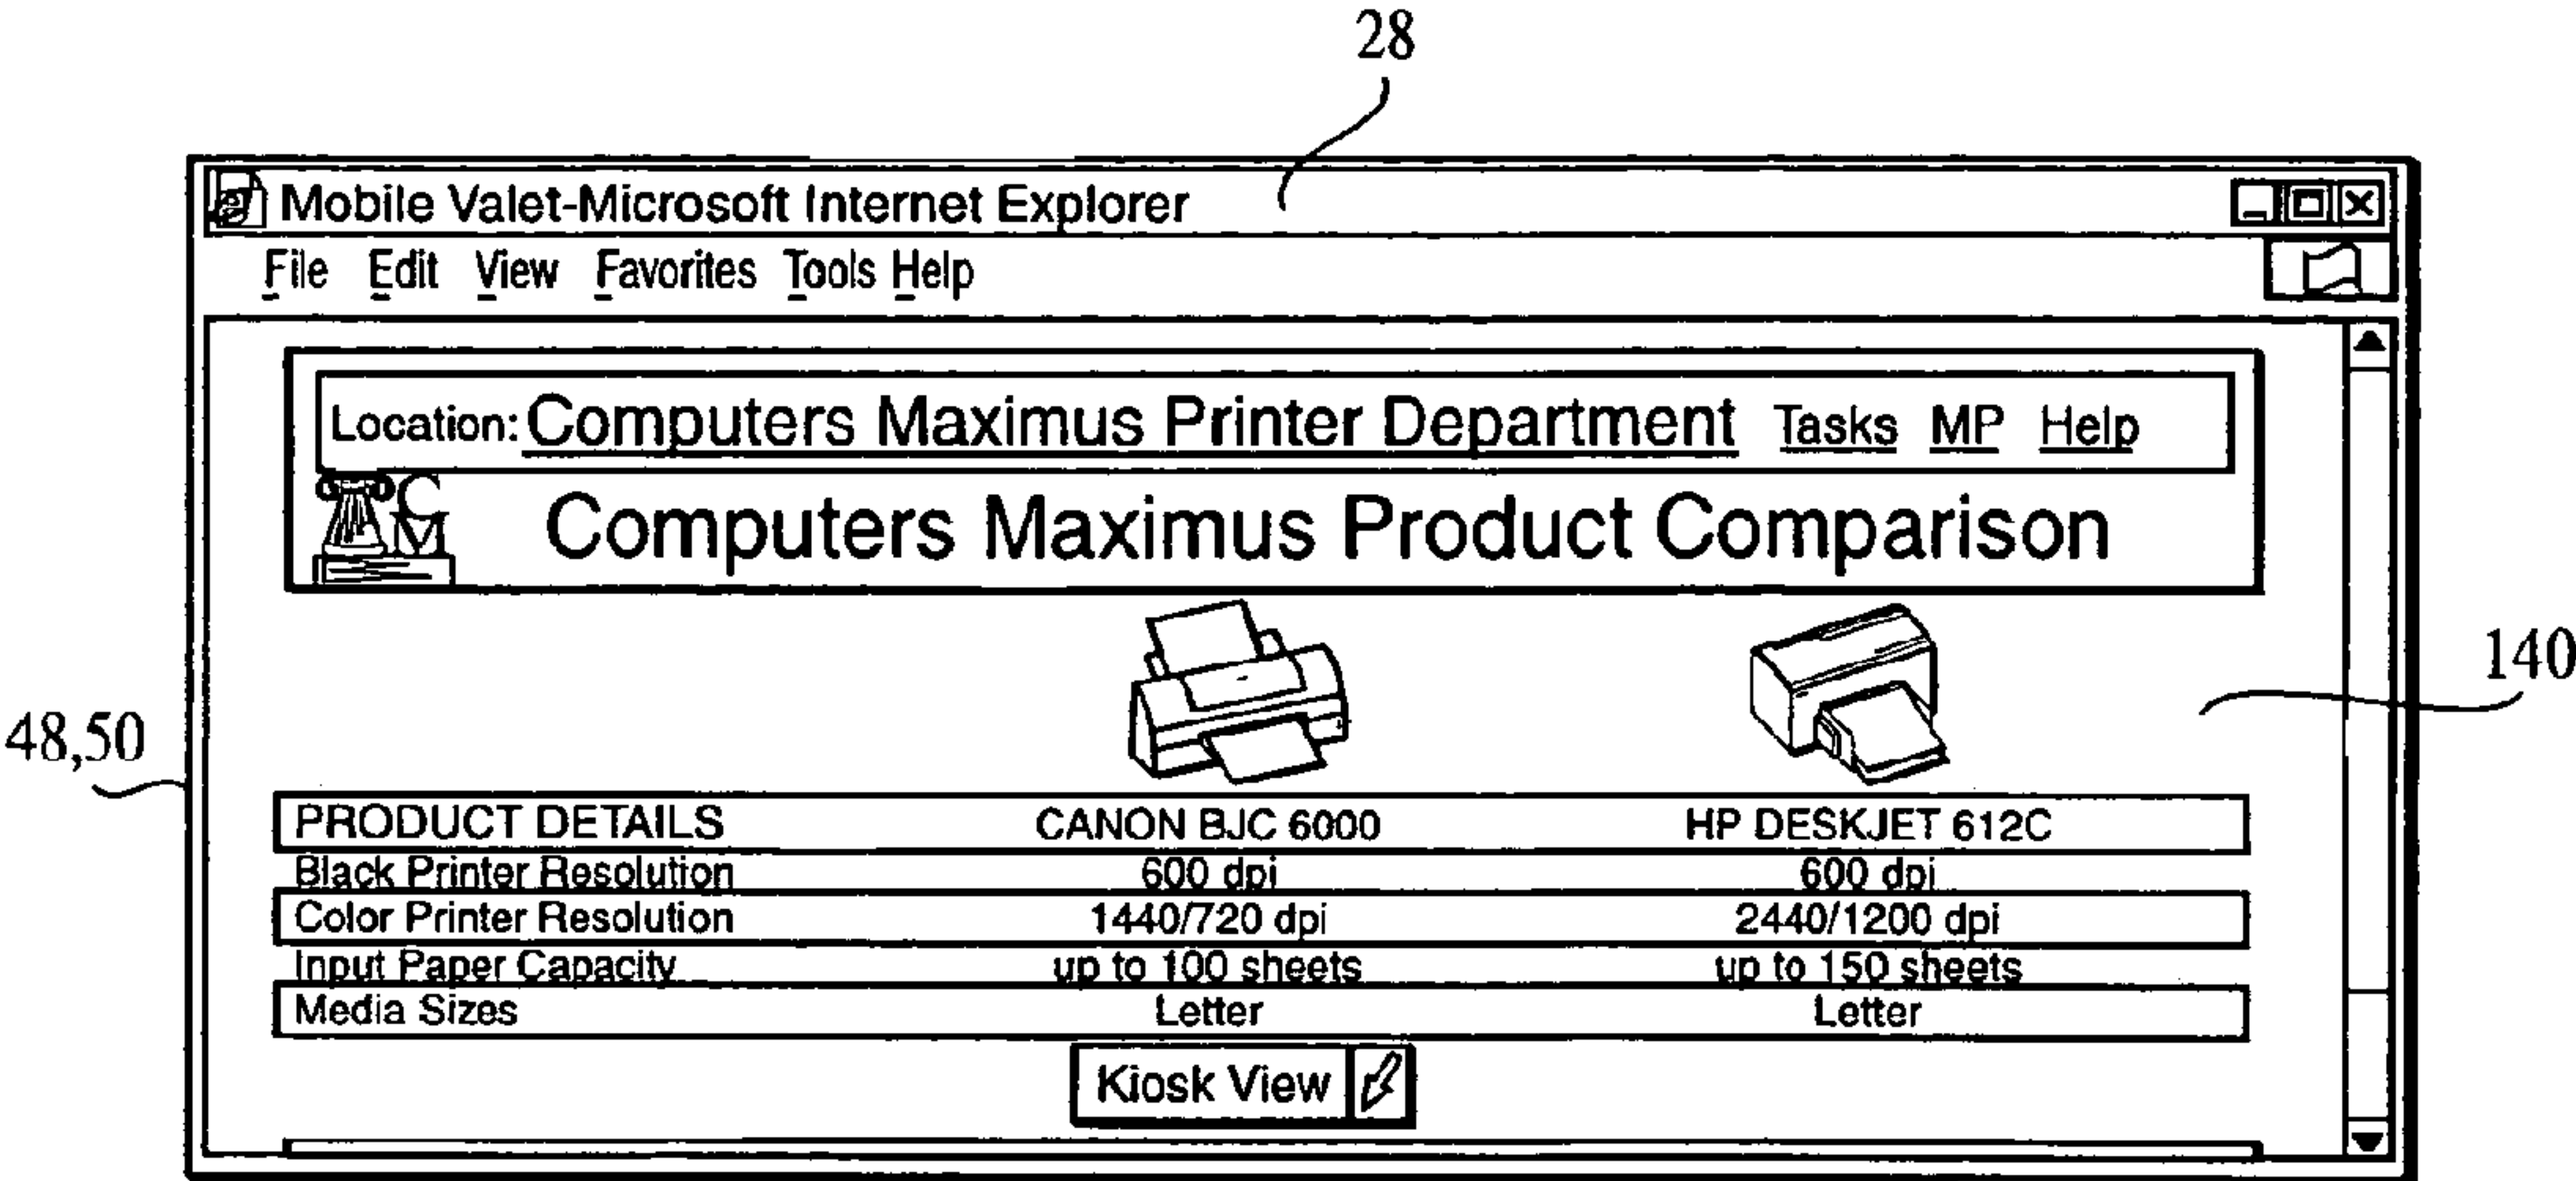 28
Mobile Valet-Microsoft Internet Explorer
File Edit View Favorites Tools Help
Location: Computers Maximus Printer Department Tasks MP Help
CM
Computers Maximus Product Comparison
140
48,50
PRODUCT DETAILS CANON BJC 6000 HP DESKJET 612C
Black Printer Resolution 600 dpi 600 dpi
Color Printer Resolution 1440/720 dpi 2440/1200 dpi
Input Paper Capacity up to 100 sheets up to 150 sheets
Media Sizes Letter Letter
Kiosk View